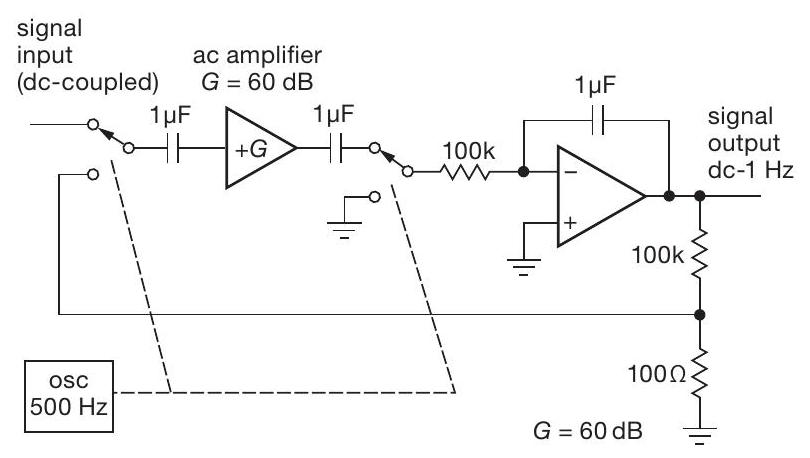 signal
input
(dc-coupled)
ac amplifier
G = 60 dB
1µF
+G
1µF
100k
1µF
−
+
signal
output
dc-1 Hz
100k
100Ω
osc
500 Hz
G = 60 dB